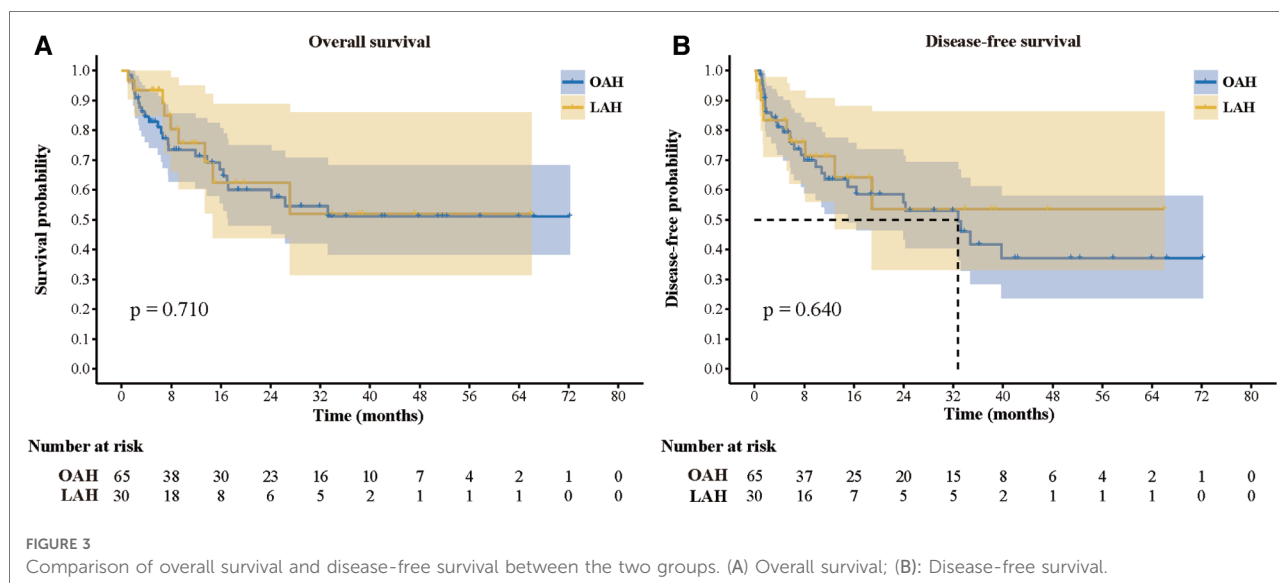 A
Overall survival
Survival probability
1.0
0.9
0.8
0.7
0.6
0.5
0.4
0.3
0.2
0.1
0.0
OAH
LAH
p = 0.710
0 8 16 24 32 40 48 56 64 72 80
Time (months)
Number at risk
OAH 65 38 30 23 16 10 7 4 2 1 0
LAH 30 18 8 6 5 2 1 1 1 0 0
B
Disease-free survival
Disease-free probability
1.0
0.9
0.8
0.7
0.6
0.5
0.4
0.3
0.2
0.1
0.0
OAH
LAH
p = 0.640
0 8 16 24 32 40 48 56 64 72 80
Time (months)
Number at risk
OAH 65 37 25 20 15 8 6 4 2 1 0
LAH 30 16 7 5 5 2 1 1 1 0 0
FIGURE 3
Comparison of overall survival and disease-free survival between the two groups. (A) Overall survival; (B): Disease-free survival.